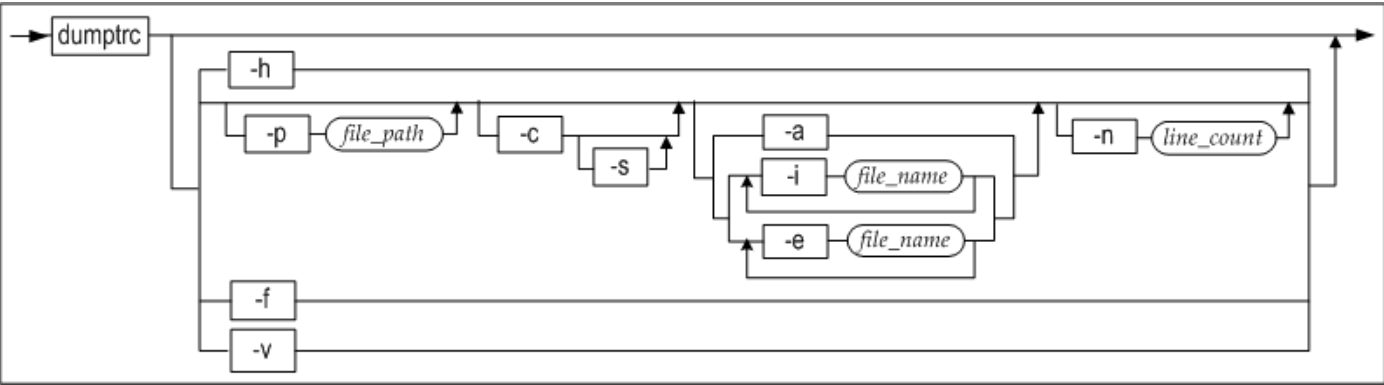 dumptrc
-h
-p file_path -c -a -n line_count
-s
-i file_name
-e file_name
-f
-v